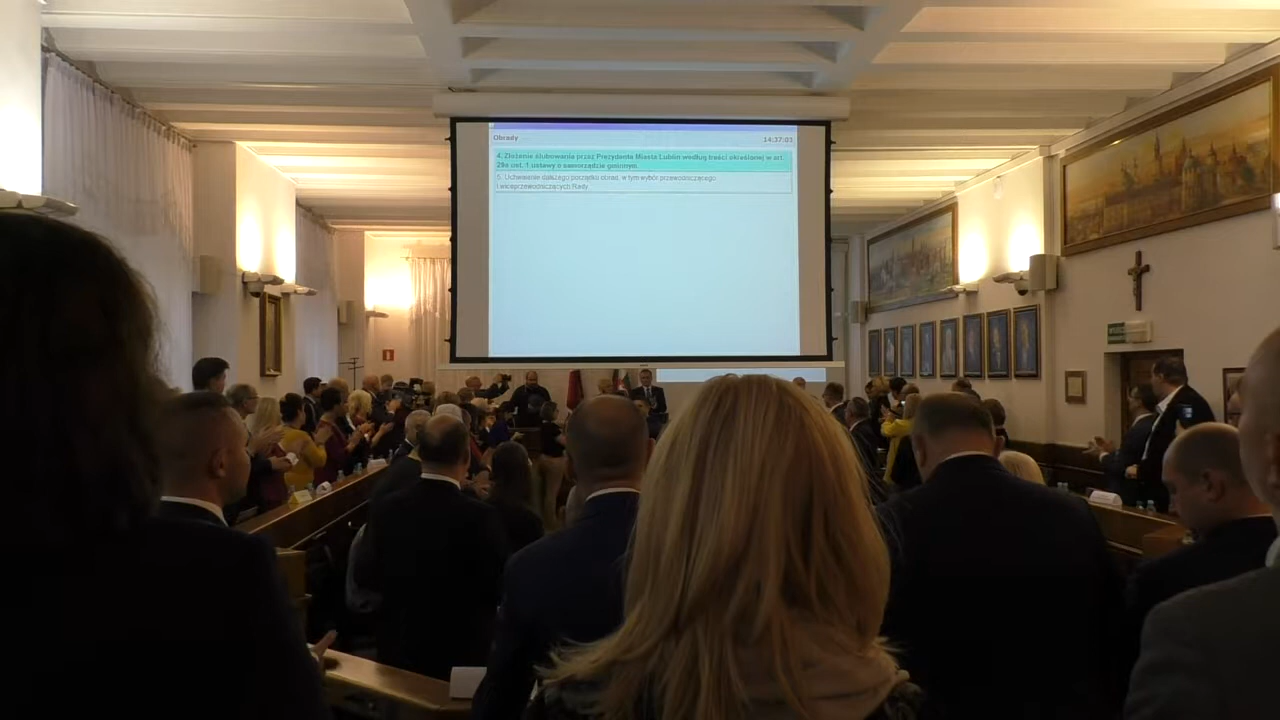 Obrady 14:37:03
4. Złożenie ślubowania przez Prezydenta Miasta Lublin według treści określonej w art.
29a ust. 1 ustawy o samorządzie gminnym.
5. Uchwalenie dalszego porządku obrad, w tym wybór przewodniczącego
i wiceprzewodniczących Rady